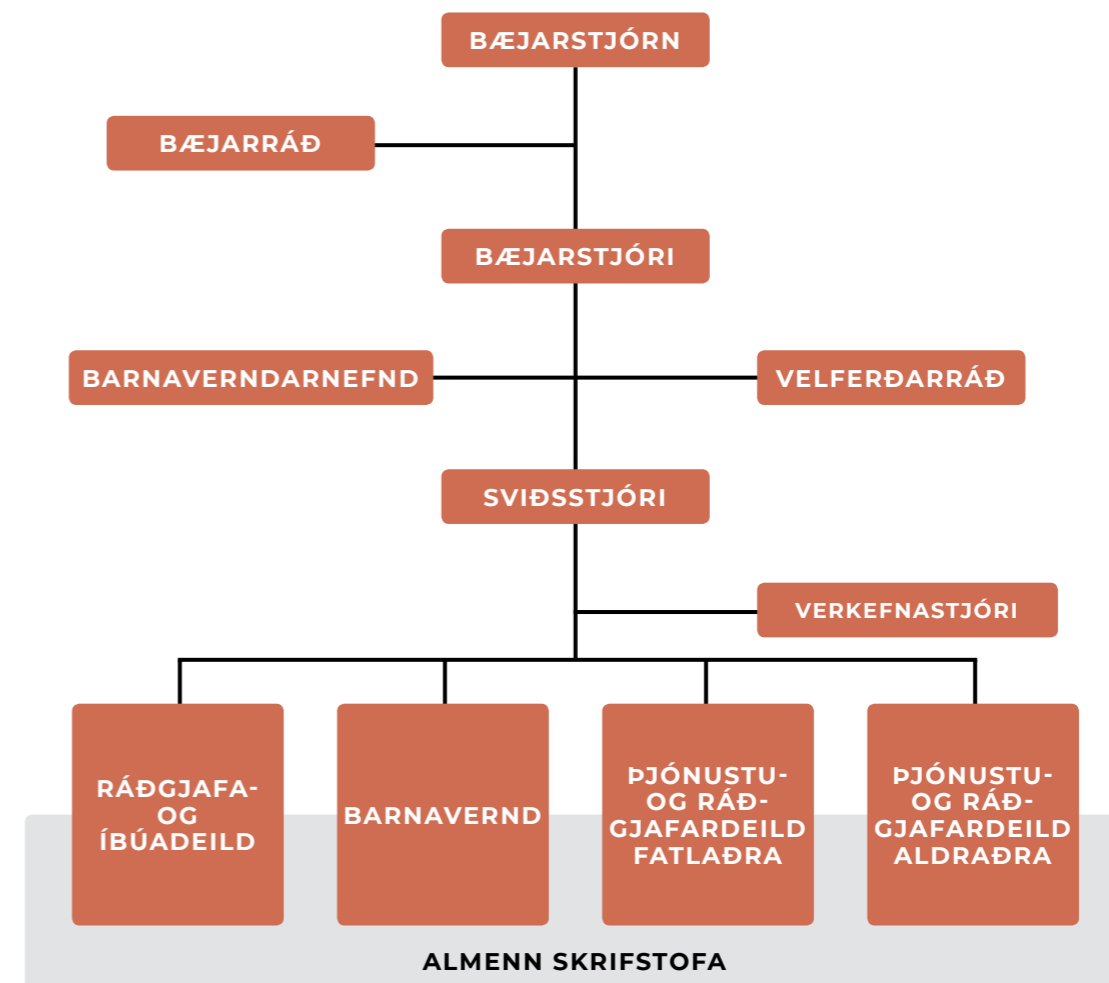 BÆJARSTJÓRN
BÆJARRÁÐ
BÆJARSTJÓRI
BARNAVERNDARNEFND
VELFERÐARRÁÐ
SVIÐSSTJÓRI
VERKEFNASTJÓRI
RÁÐGJAFA-
OG
ÍBÚADEILD
BARNAVERND
ÞJÓNUSTU-
OG RÁÐ-
GJAFARDEILD
FATLAÐRA
ÞJÓNUSTU-
OG RÁÐ-
GJAFARDEILD
ALDRAÐRA
ALMENN SKRIFSTOFA